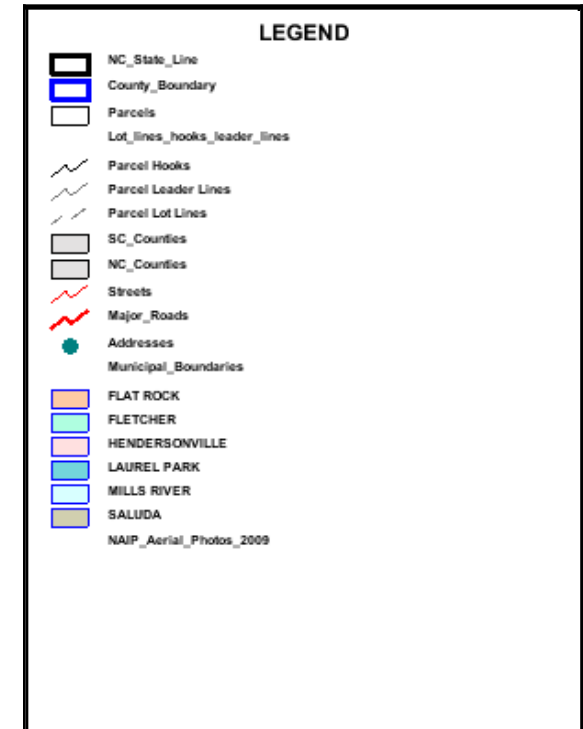 LEGEND
NC_State_Line
County_Boundary
Parcels
Lot_lines_hooks_leader_lines
Parcel Hooks
Parcel Leader Lines
Parcel Lot Lines
SC_Counties
NC_Counties
Streets
Major_Roads
Addresses
Municipal_Boundaries
FLAT ROCK
FLETCHER
HENDERSONVILLE
LAUREL PARK
MILLS RIVER
SALUDA
NAIP_Aerial_Photos_2009